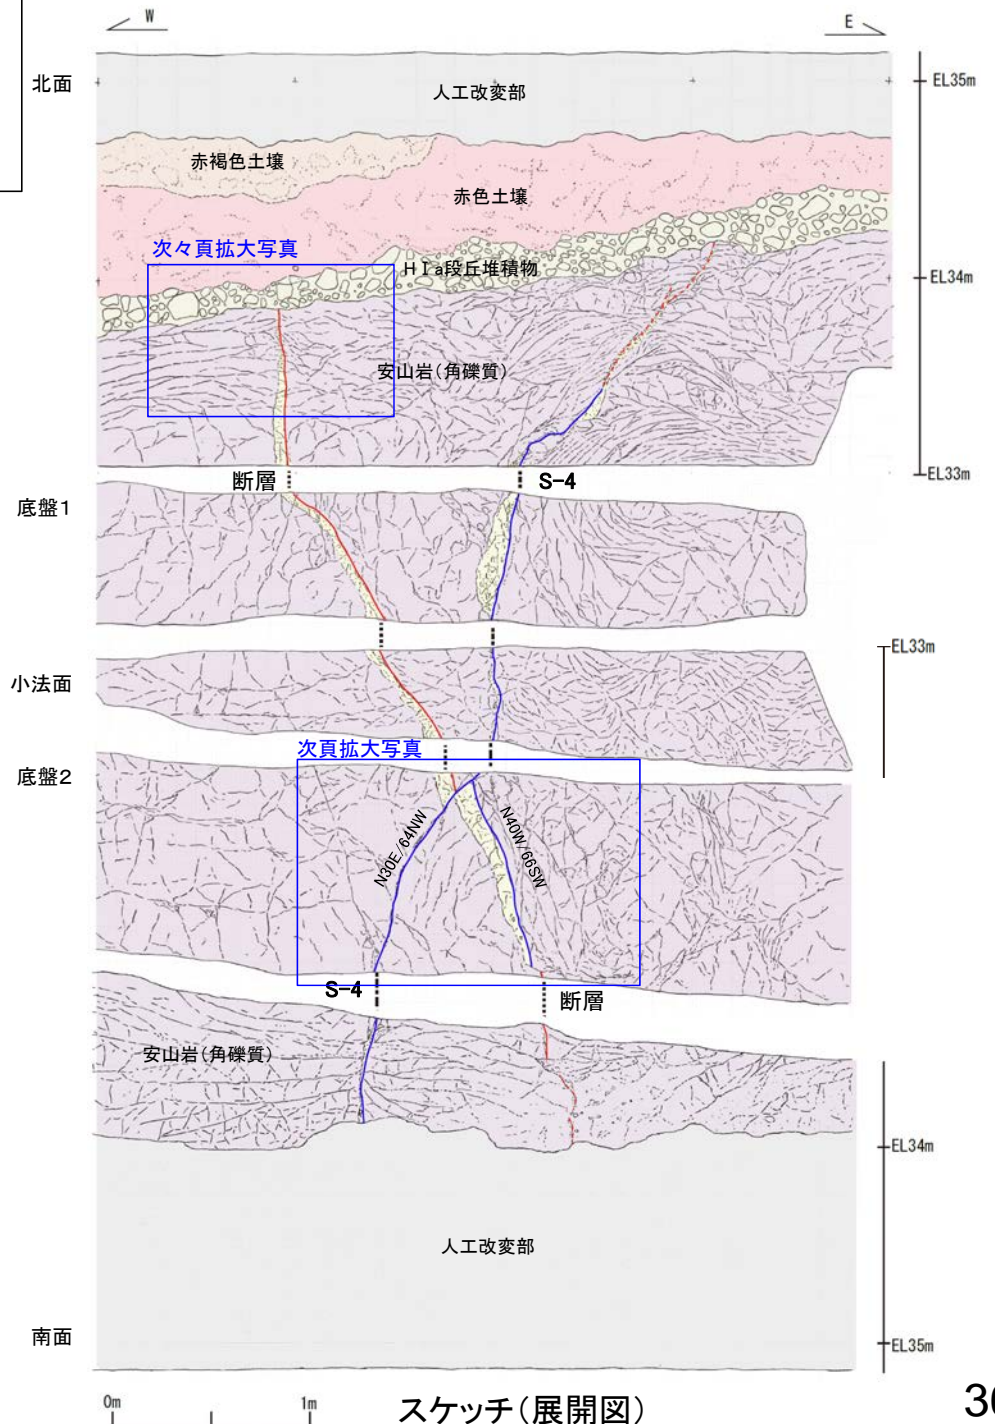 W
E
北面
EL35m
人工改変部
赤褐色土壌
赤色土壌
次々頁拡大写真
HⅠa段丘堆積物
EL34m
安山岩(角礫質)
断層
S-4
EL33m
底盤1
EL33m
小法面
次頁拡大写真
底盤2
N30E/64NW
N40W/66SW
S-4
断層
安山岩(角礫質)
EL34m
人工改変部
南面
EL35m
0m
1m
スケッチ(展開図)